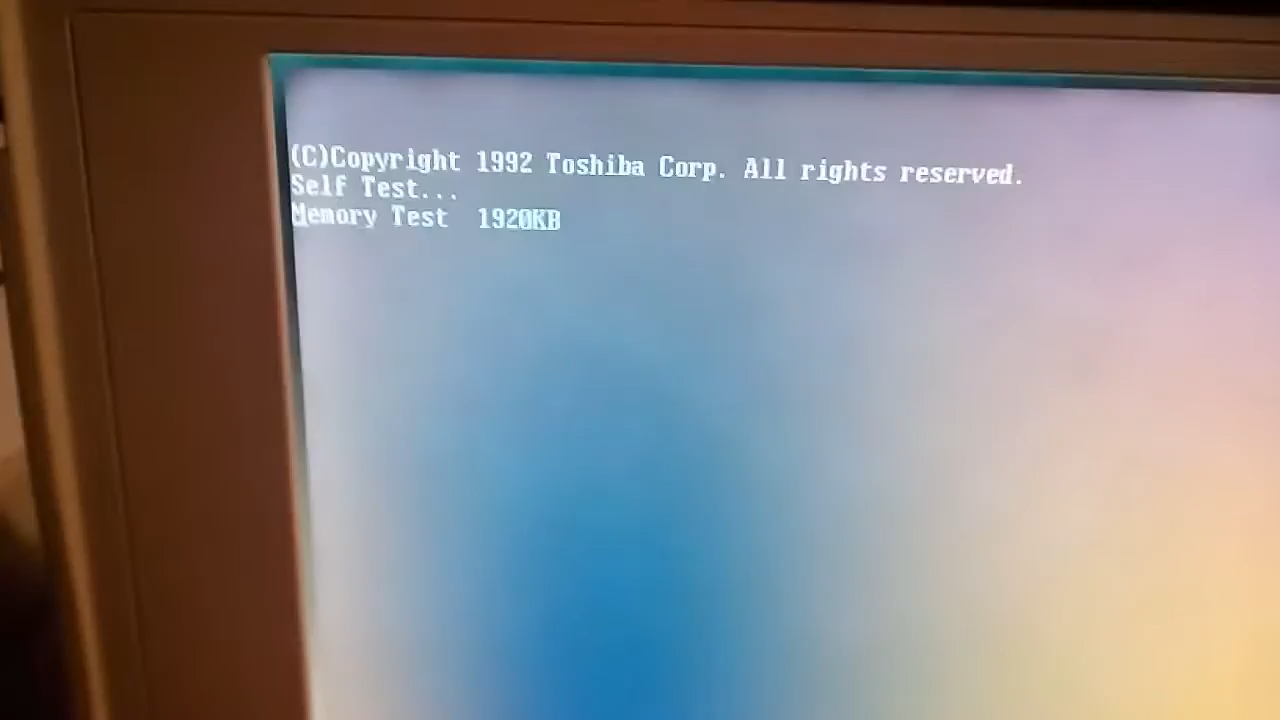 (C)Copyright 1992 Toshiba Corp. All rights reserved.
Self Test...
Memory Test  1920KB